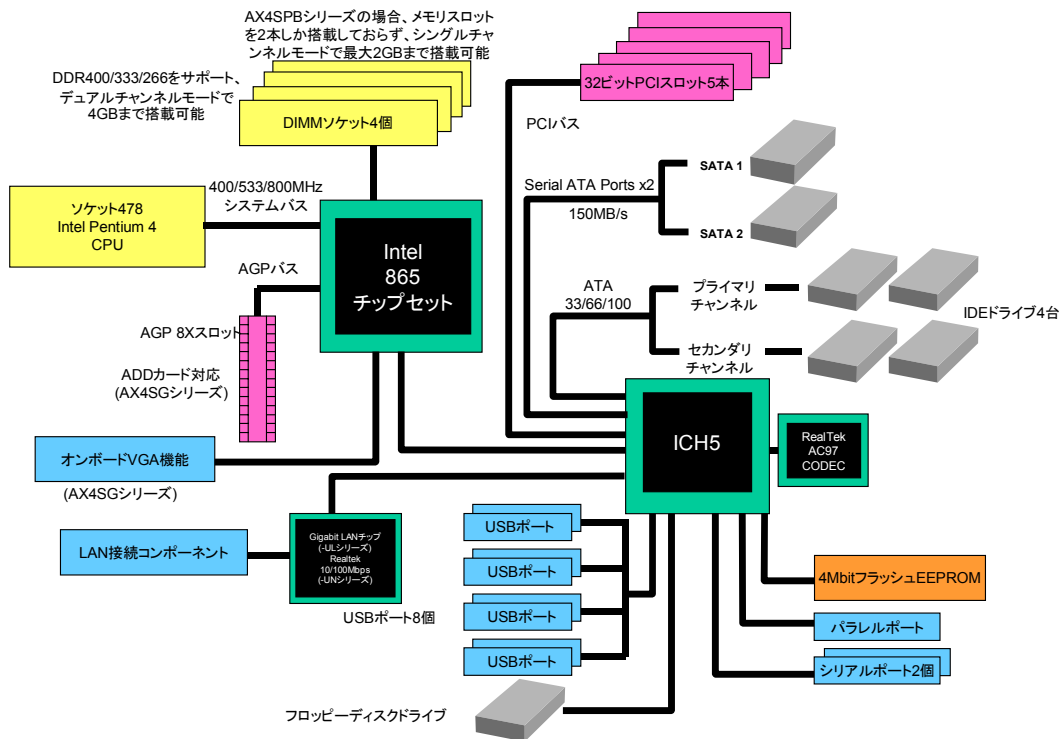 AX4SPBシリーズの場合、メモリスロット
を2本しか搭載しておらず、シングルチャ
ンネルモードで最大2GBまで搭載可能
DDR400/333/266をサポート、
デュアルチャンネルモードで
4GBまで搭載可能
DIMMソケット4個
32ビットPCIスロット5本
PCIバス
SATA 1
Serial ATA Ports x2
150MB/s
SATA 2
400/533/800MHz
システムバス
ソケット478
Intel Pentium 4
CPU
Intel
865
チップセット
AGPバス
AGP 8Xスロット
ADDカード対応
(AX4SGシリーズ)
ATA
33/66/100
プライマリ
チャンネル
IDEドライブ4台
セカンダリ
チャンネル
ICH5
RealTek
AC97
CODEC
オンボードVGA機能
(AX4SGシリーズ)
LAN接続コンポーネント
Gigabit LANチップ
(-ULシリーズ)
Realtek
10/100Mbps
(-UNシリーズ)
USBポート8個
USBポート
USBポート
USBポート
USBポート
4MbitフラッシュEEPROM
パラレルポート
シリアルポート2個
フロッピーディスクドライブ